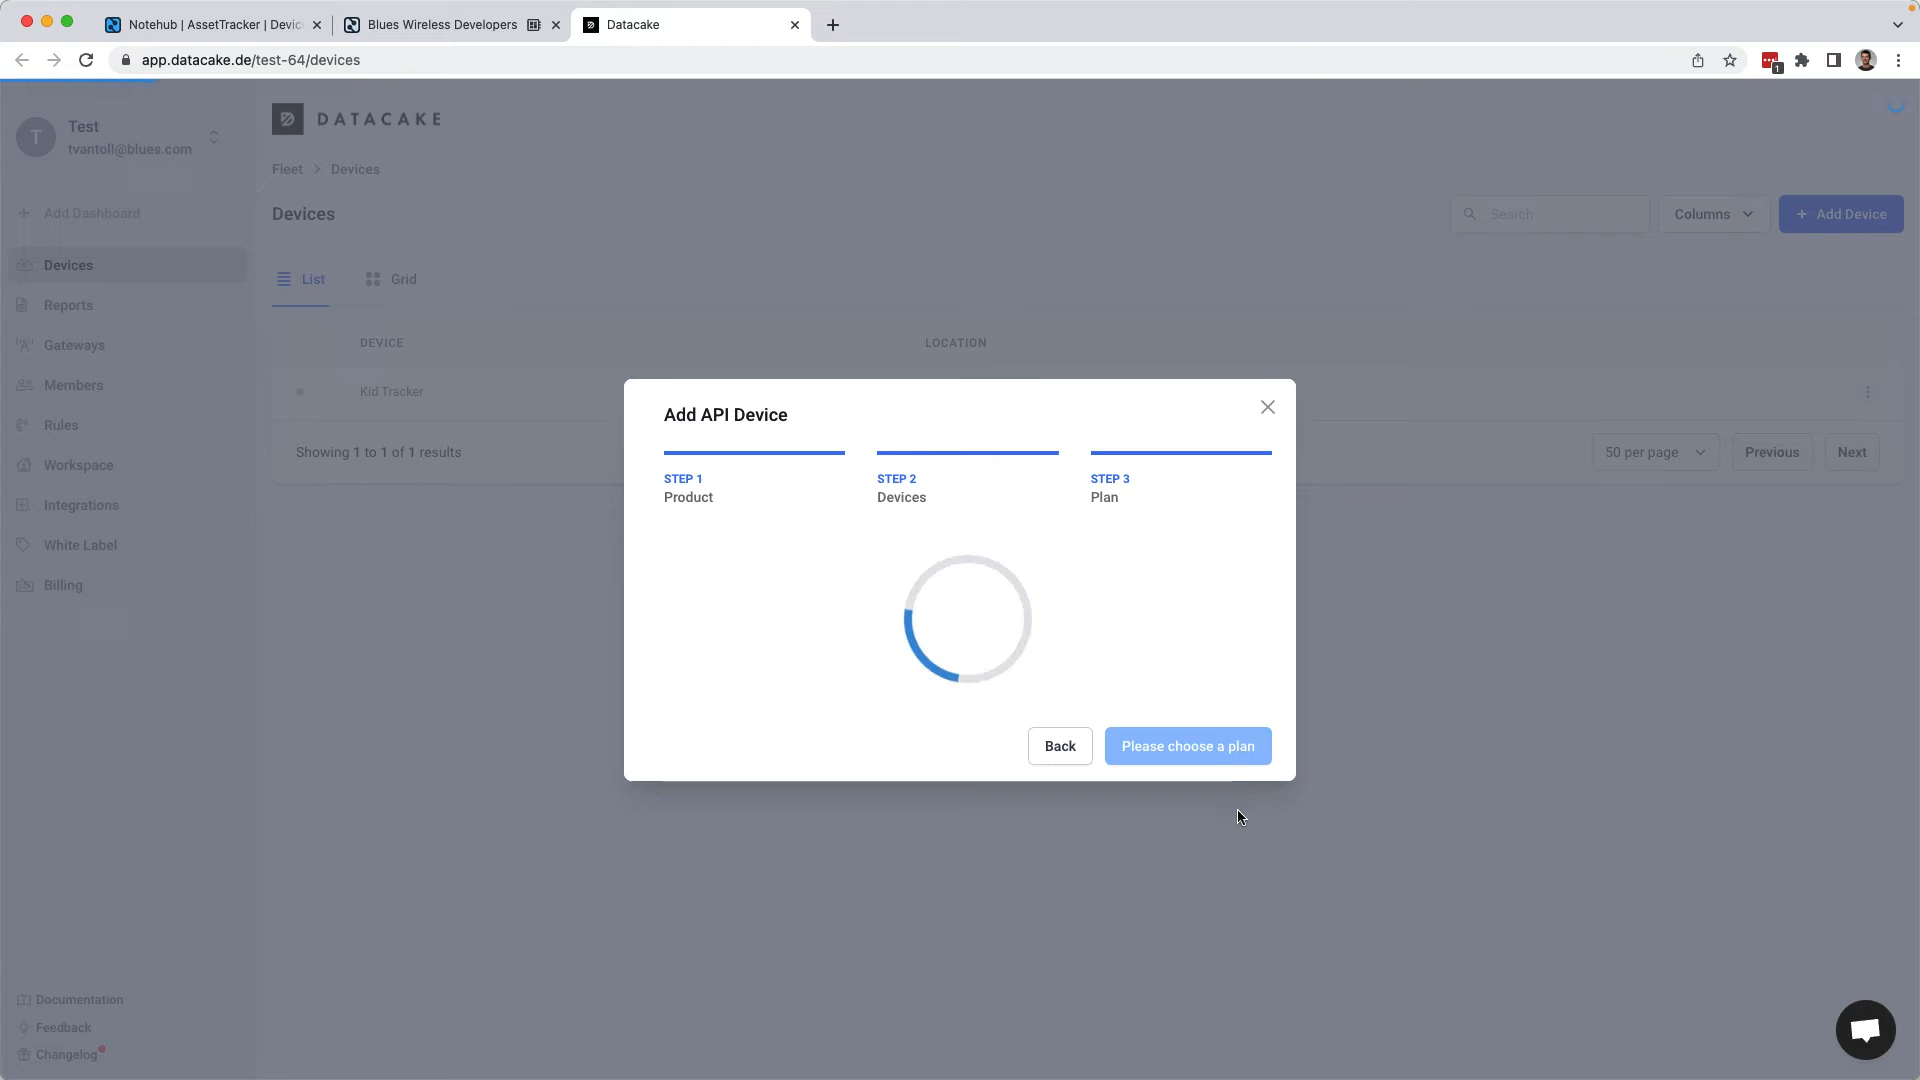 Notehub | AssetTracker | Devic
Blues Wireless Developers
Datacake
app.datacake.de/test-64/devices
1
T
Test
tvantoll@blues.com
DATACAKE
Fleet > Devices
Add Dashboard
Devices
Search
Columns
+ Add Device
Devices
List
Grid
Reports
Gateways
DEVICE
LOCATION
Members
Kid Tracker
Rules
Showing 1 to 1 of 1 results
50 per page
Previous
Next
Workspace
Integrations
White Label
Billing
Add API Device
STEP 1
Product
STEP 2
Devices
STEP 3
Plan
Back
Please choose a plan
Documentation
Feedback
Changelog